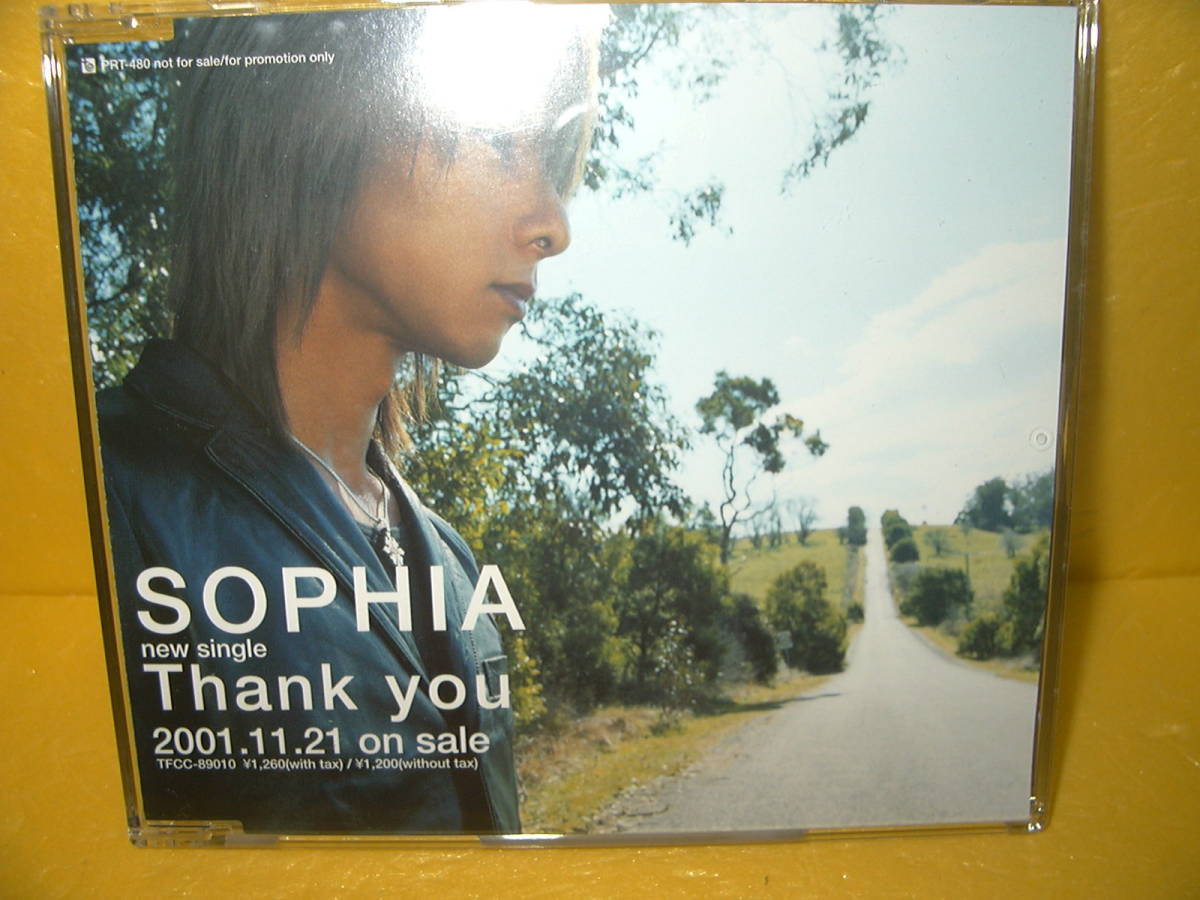 PRT-480 not for sale/for promotion only
SOPHIA
new single
Thank you
2001.11.21 on sale
TFCC-89010 ¥1,260(with tax) / ¥1,200(without tax)